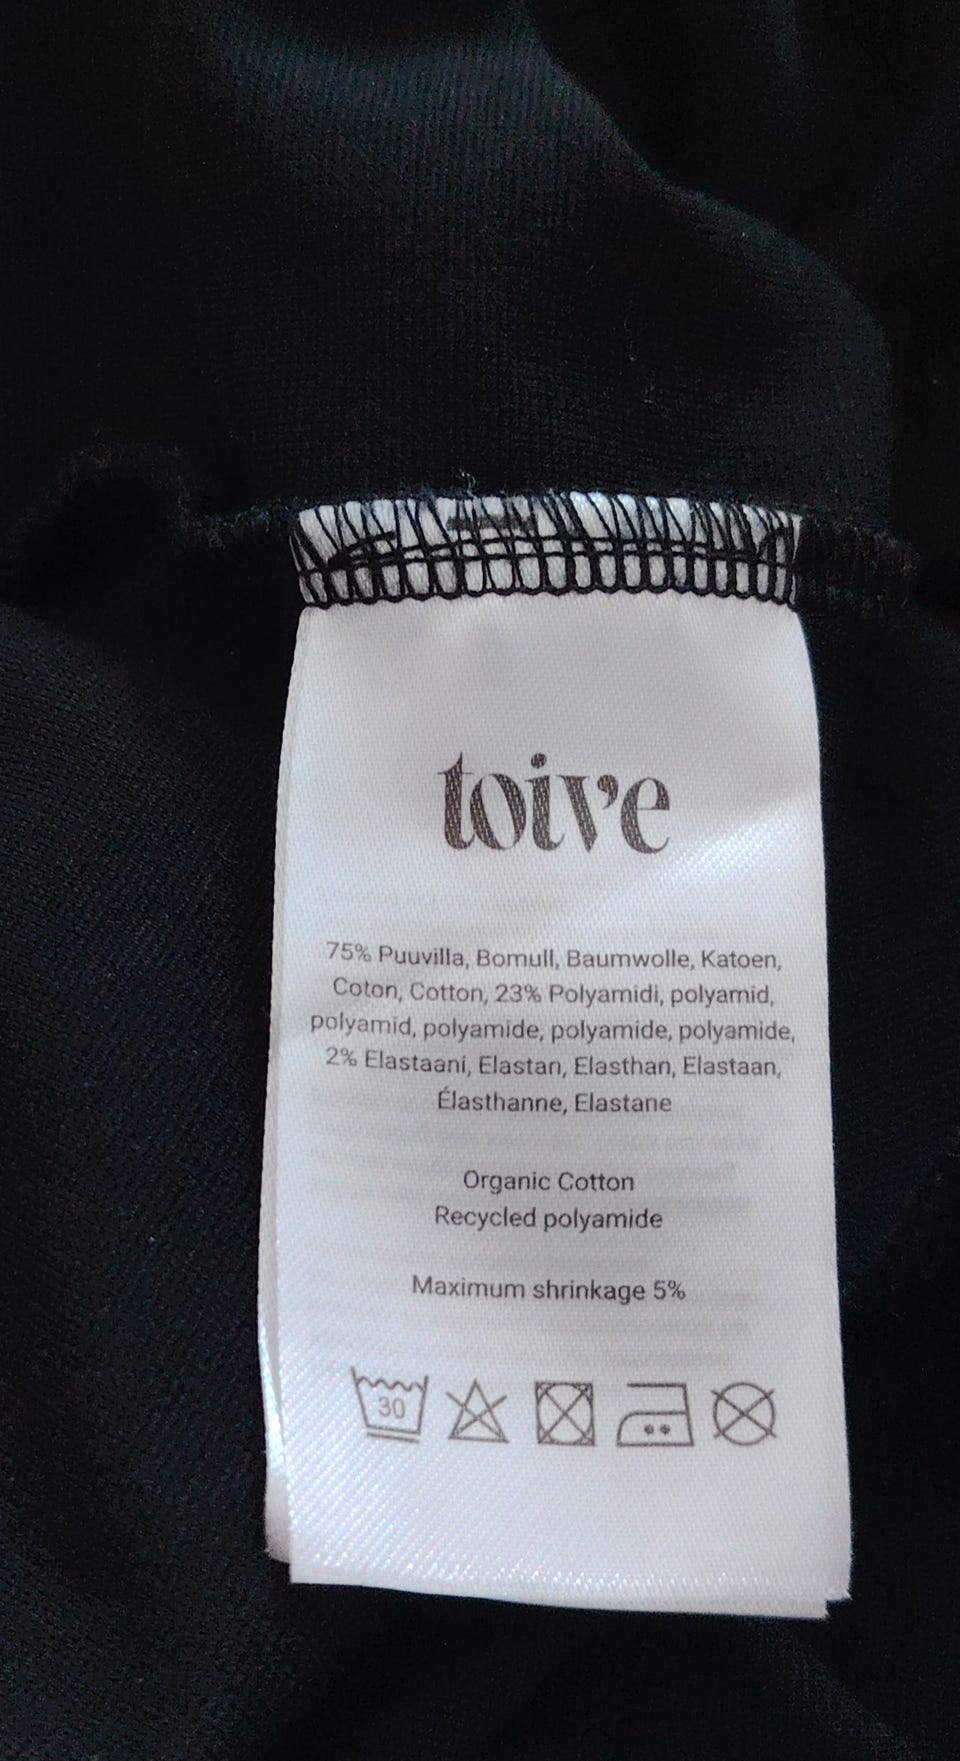 toive
75% Puuvilla, Bomull, Baumwolle, Katoen,
Coton, Cotton, 23% Polyamidi, polyamid,
polyamid, polyamide, polyamide, polyamide,
2% Elastaani, Elastan, Elasthan, Elastaan,
Élasthanne, Elastane
Organic Cotton
Recycled polyamide
Maximum shrinkage 5%
30